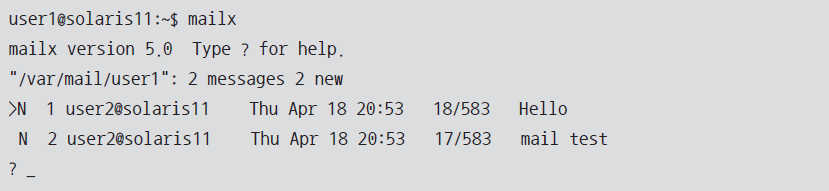 user1@solaris11:~$ mailx
mailx version 5.0  Type ? for help.
"/var/mail/user1": 2 messages 2 new
>N  1 user2@solaris11    Thu Apr 18 20:53   18/583   Hello
 N  2 user2@solaris11    Thu Apr 18 20:53   17/583   mail test
? _